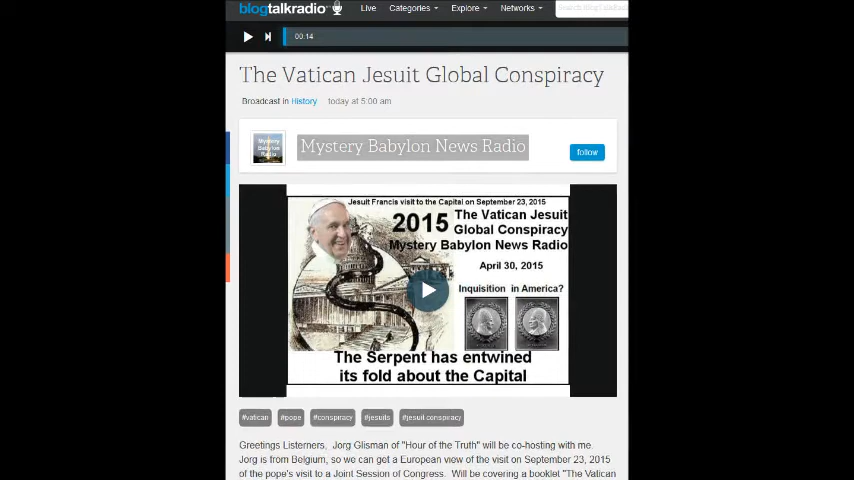 blogtalkradio
Live Categories Explore Networks
00:14
The Vatican Jesuit Global Conspiracy
Broadcast in History today at 5:00 am
Mystery Babylon Radio
Mystery Babylon News Radio
follow
Jesuit Francis visit to the Capital on September 23, 2015
2015
The Vatican Jesuit
Global Conspiracy
Mystery Babylon News Radio
April 30, 2015
Inquisition in America?
The Serpent has entwined
its fold about the Capital
#vatican #pope #conspiracy #jesuits #jesuit conspiracy
Greetings Listerners, Jorg Glisman of "Hour of the Truth" will be co-hosting with me.
Jorg is from Belgium, so we can get a European view of the visit on September 23, 2015
of the pope's visit to a Joint Session of Congress. Will be covering a booklet "The Vatican